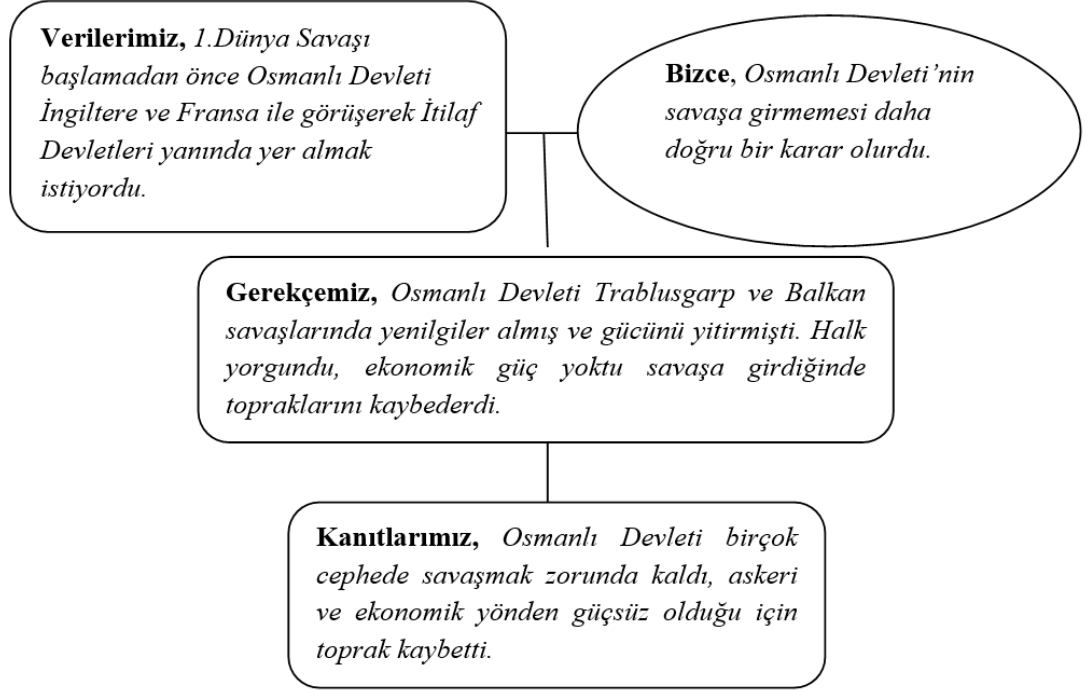 Verilerimiz, 1.Dünya Savaşı
başlamadan önce Osmanlı Devleti
İngiltere ve Fransa ile görüşerek İtilaf
Devletleri yanında yer almak
istiyordu.
Bizce, Osmanlı Devleti’nin
savaşa girmemesi daha
doğru bir karar olurdu.
Gerekçemiz, Osmanlı Devleti Trablusgarp ve Balkan
savaşlarında yenilgiler almış ve gücünü yitirmişti. Halk
yorgundu, ekonomik güç yoktu savaşa girdiğinde
topraklarını kaybederdi.
Kanıtlarımız, Osmanlı Devleti birçok
cephede savaşmak zorunda kaldı, askeri
ve ekonomik yönden güçsüz olduğu için
toprak kaybetti.